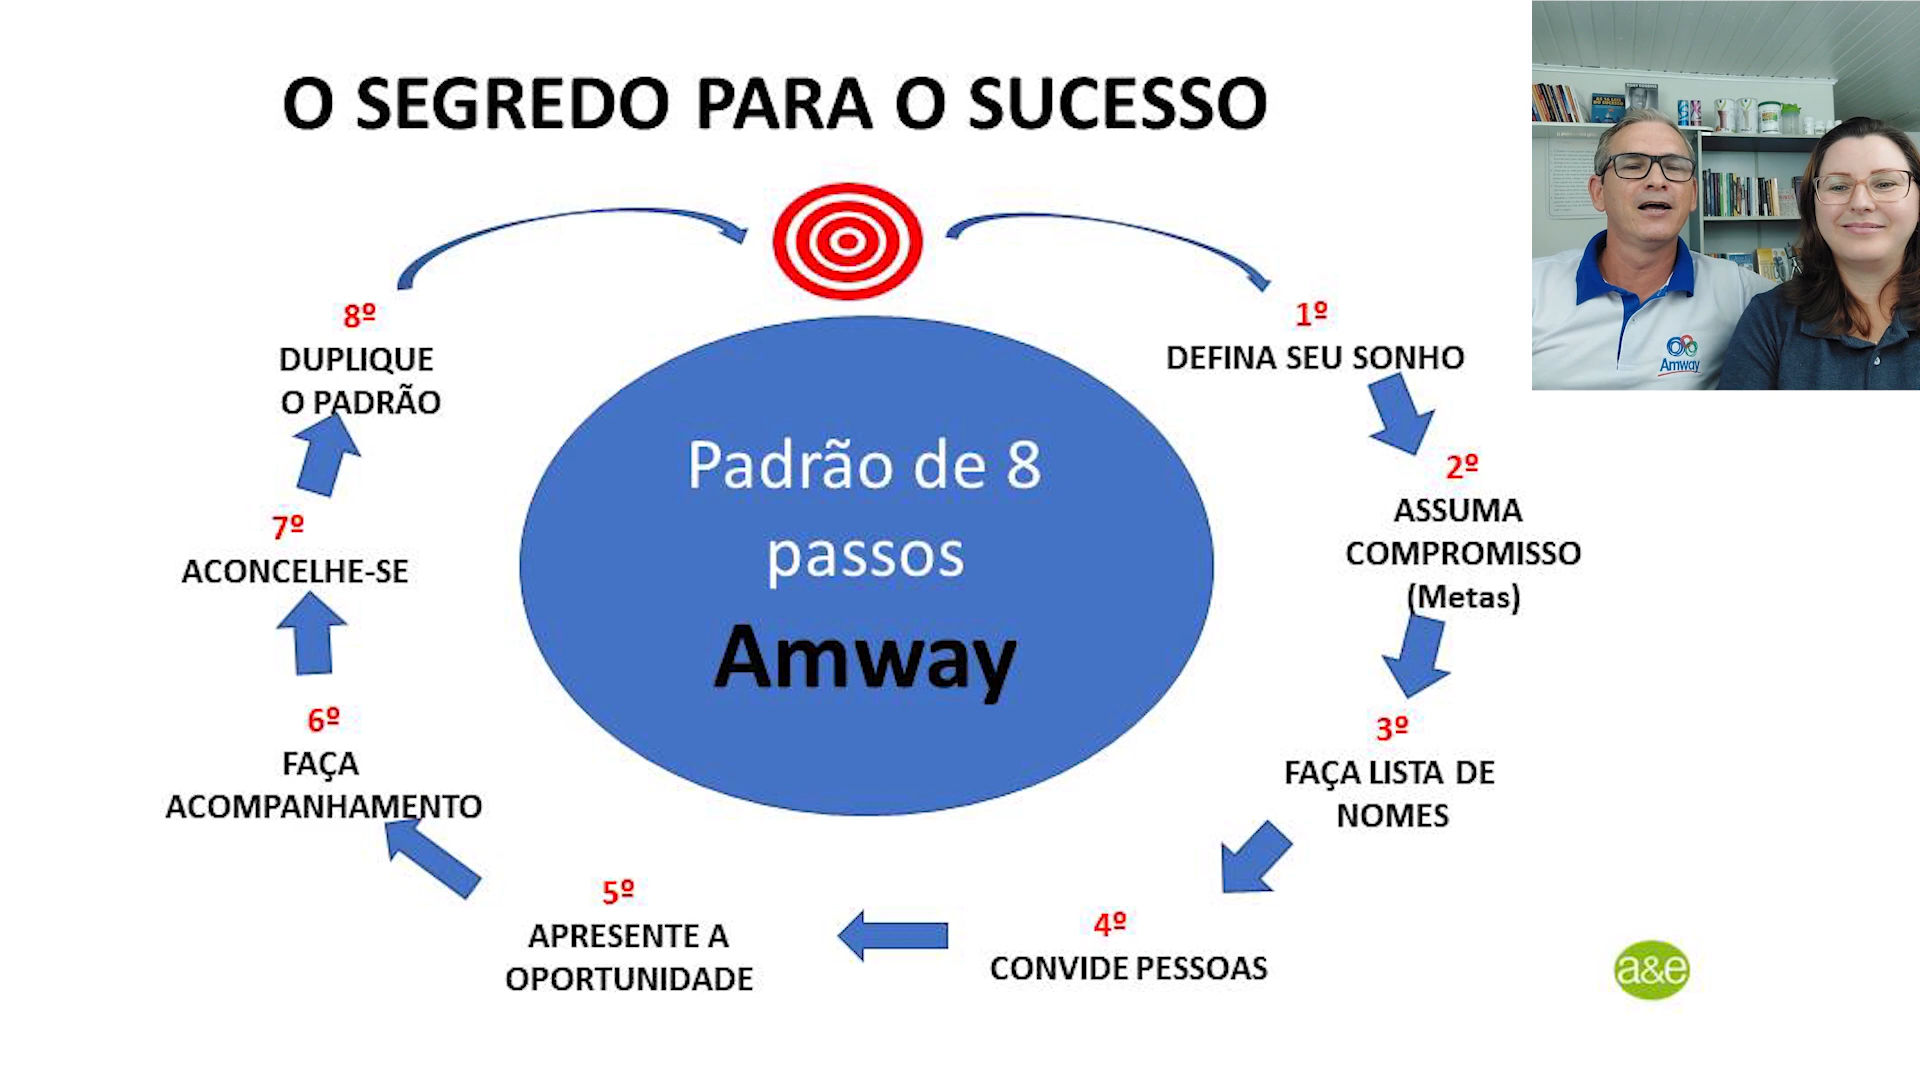 O SEGREDO PARA O SUCESSO
1º
DEFINA SEU SONHO
2º
ASSUMA
COMPROMISSO
(Metas)
3º
FAÇA LISTA DE
NOMES
4º
CONVIDE PESSOAS
5º
APRESENTE A
OPORTUNIDADE
6º
FAÇA
ACOMPANHAMENTO
7º
ACONCELHE-SE
8º
DUPLIQUE
O PADRÃO
Padrão de 8
passos
Amway
Amway
a&e